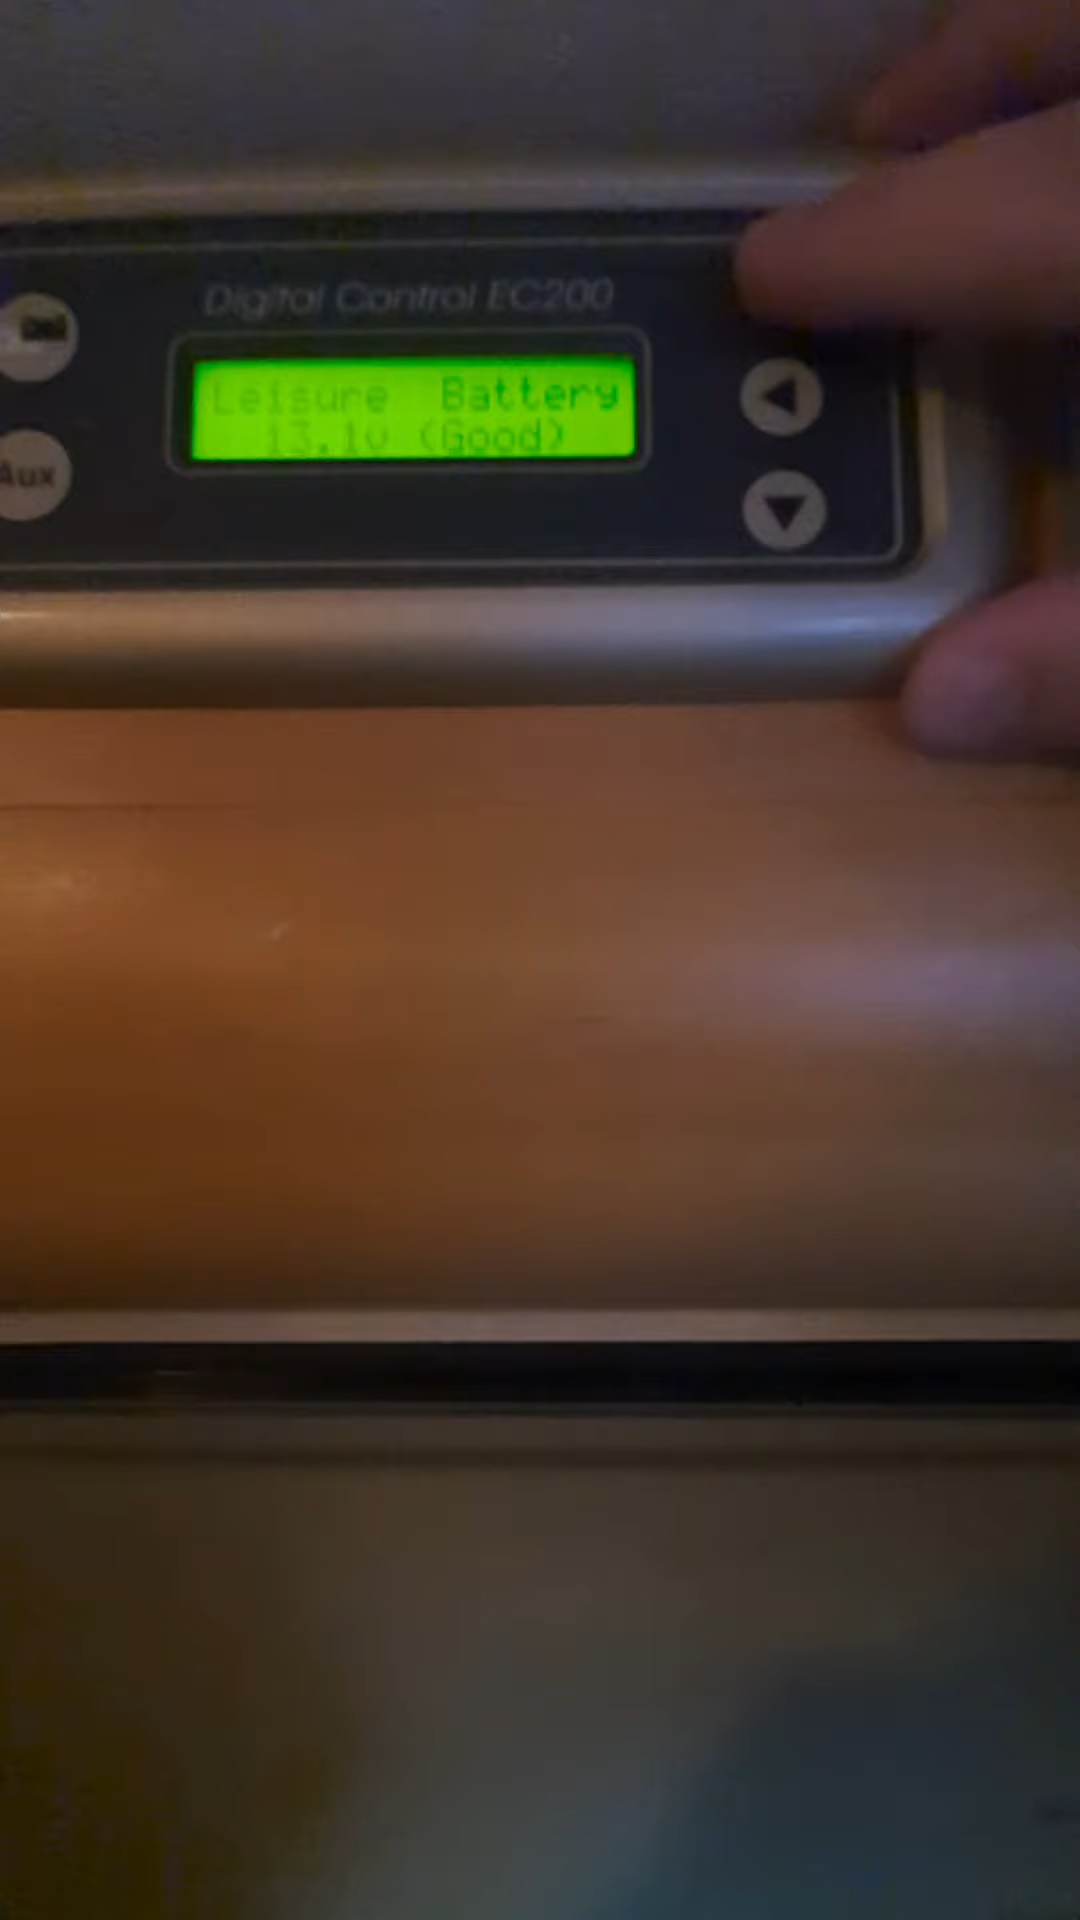 Digital Control EC200
Leisure Battery
13.1v (Good)
Aux